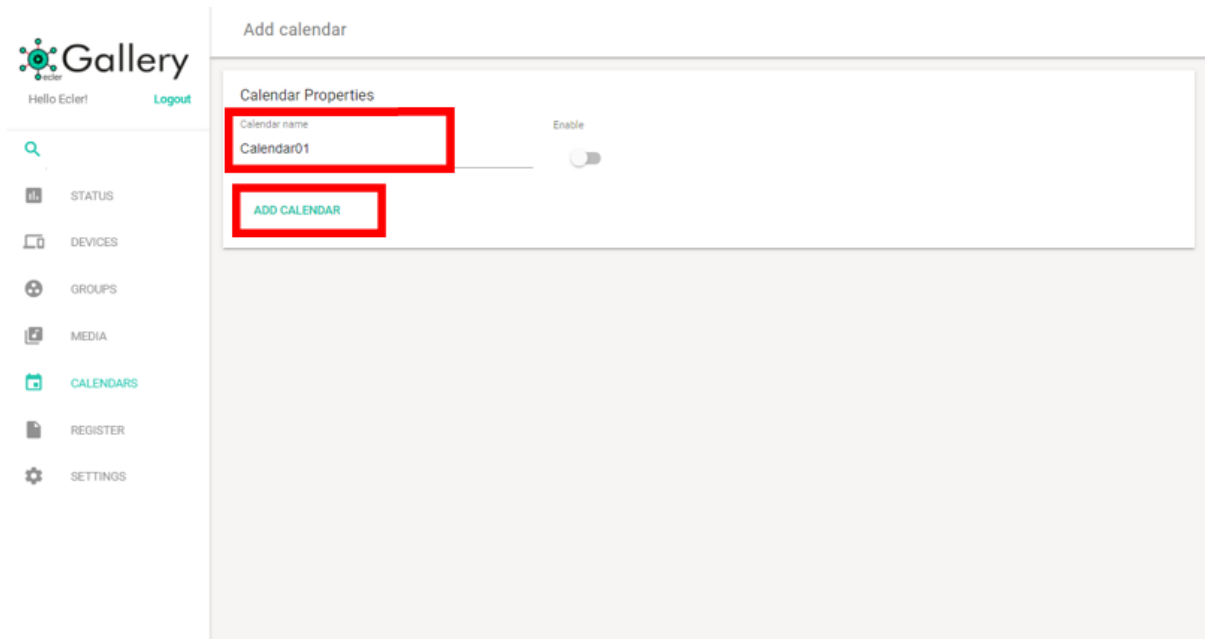 Gallery
ecler
Hello Ecler!
Logout
STATUS
DEVICES
GROUPS
MEDIA
CALENDARS
REGISTER
SETTINGS
Add calendar
Calendar Properties
Calendar name
Calendar01
Enable
ADD CALENDAR